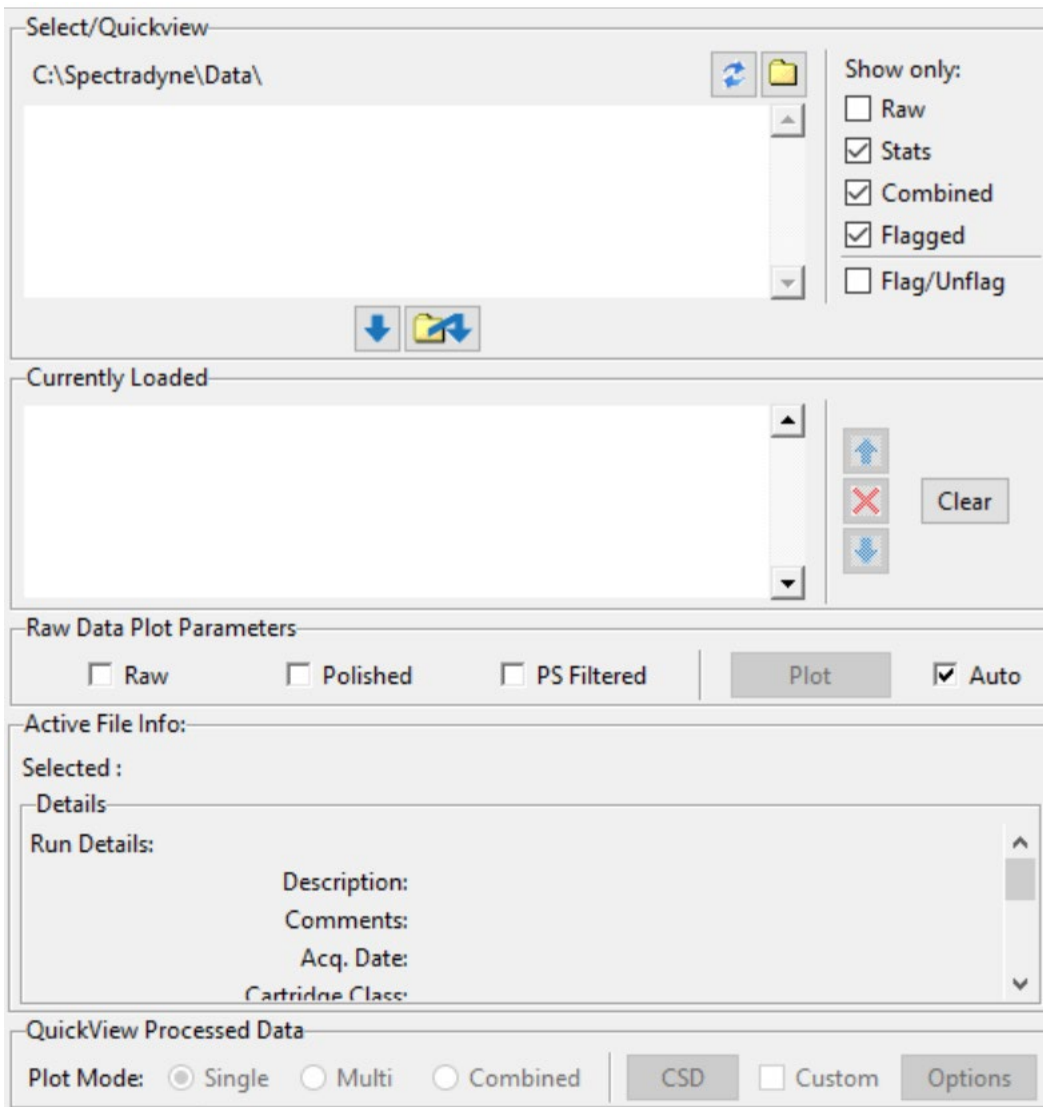 Select/Quickview
C:\Spectradyne\Data\
Show only:
Raw
Stats
Combined
Flagged
Flag/Unflag
Currently Loaded
Clear
Raw Data Plot Parameters
Raw Polished PS Filtered Plot Auto
Active File Info:
Selected :
Details
Run Details:
Description:
Comments:
Acq. Date:
Cartridge Class:
QuickView Processed Data
Plot Mode: Single Multi Combined CSD Custom Options